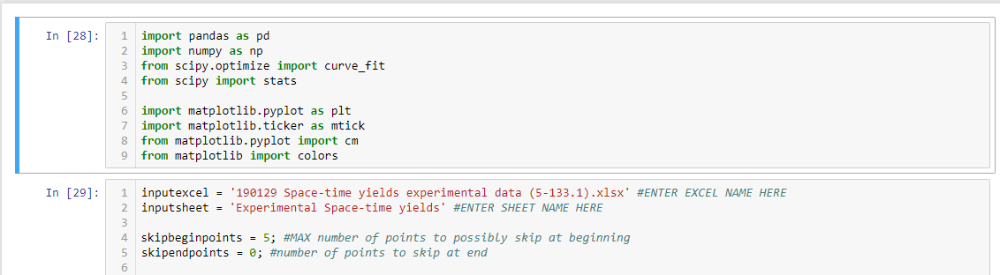 In [28]:
1 import pandas as pd
2 import numpy as np
3 from scipy.optimize import curve_fit
4 from scipy import stats
5
6 import matplotlib.pyplot as plt
7 import matplotlib.ticker as mtick
8 from matplotlib.pyplot import cm
9 from matplotlib import colors
In [29]:
1 inputexcel = '190129 Space-time yields experimental data (5-133.1).xlsx' #ENTER EXCEL NAME HERE
2 inputsheet = 'Experimental Space-time yields' #ENTER SHEET NAME HERE
3
4 skipbeginpoints = 5; #MAX number of points to possibly skip at beginning
5 skipendpoints = 0; #number of points to skip at end
6